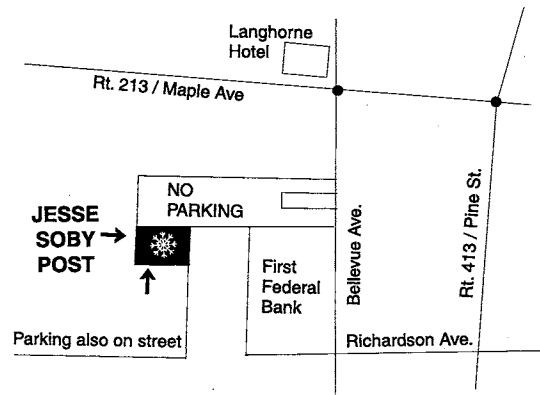 Langhorne
Hotel
Rt. 213 / Maple Ave
NO
PARKING
JESSE
SOBY
POST
First
Federal
Bank
Bellevue Ave.
Rt. 413 / Pine St.
Parking also on street
Richardson Ave.